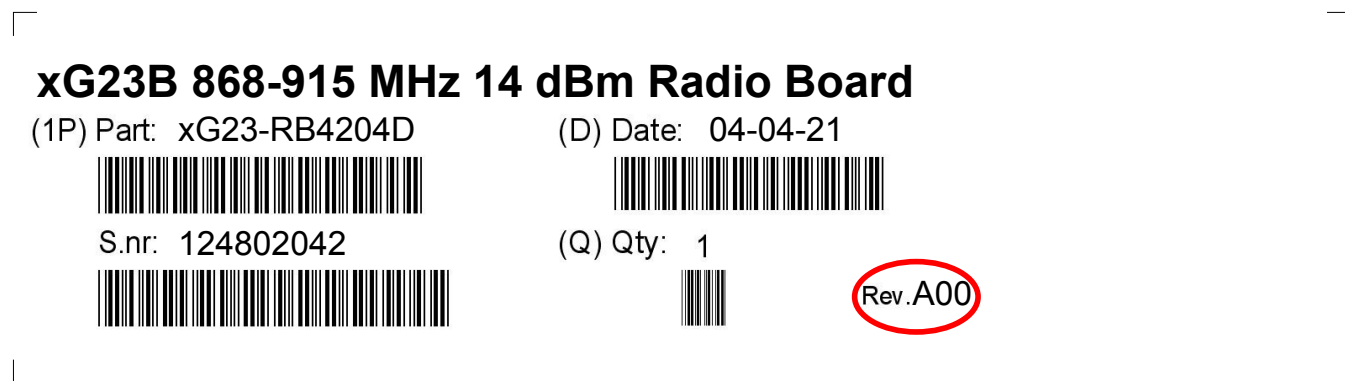 xG23B 868-915 MHz 14 dBm Radio Board
(1P) Part: xG23-RB4204D (D) Date: 04-04-21
S.nr: 124802042 (Q) Qty: 1
Rev.A00